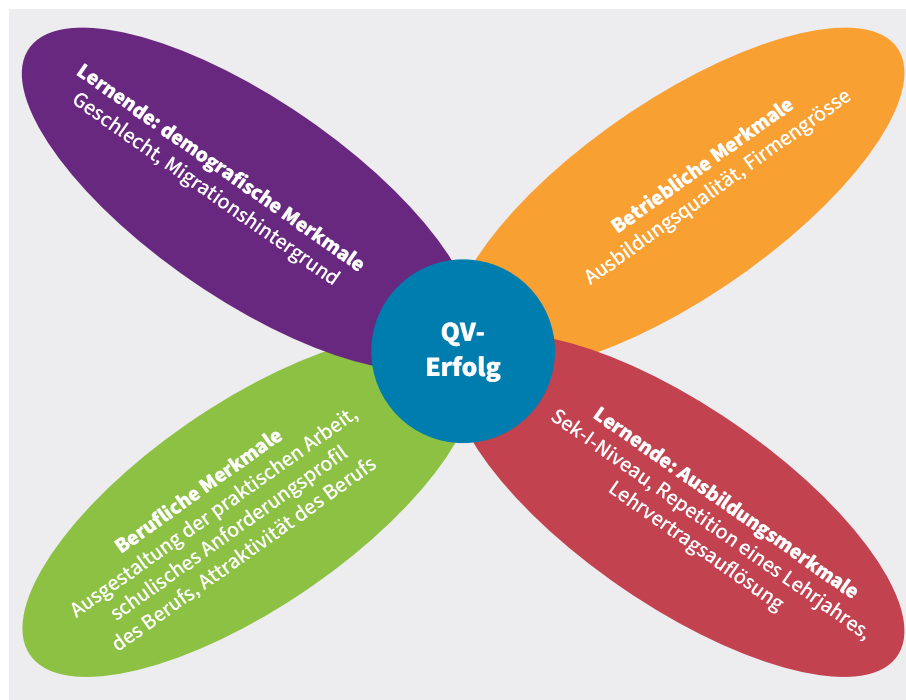 Lernende: demografische Merkmale
Geschlecht, Migrationshintergrund
Betriebliche Merkmale
Ausbildungsqualität, Firmengrösse
QV-
Erfolg
Berufliche Merkmale
Ausgestaltung der praktischen Arbeit,
schulisches Anforderungsprofil
des Berufs, Attraktivität des Berufs
Lernende: Ausbildungsmerkmale
Sek-I-Niveau, Repetition eines Lehrjahres,
Lehrvertragsauflösung